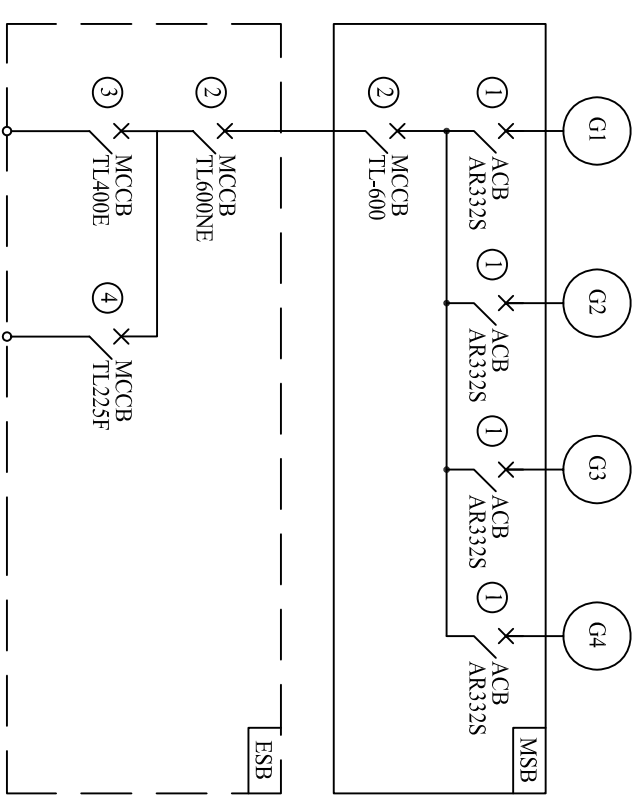 G1
G2
G3
G4
1
ACB
AR332S
1
ACB
AR332S
1
ACB
AR332S
1
ACB
AR332S
MSB
2
MCCB
TL-600
2
MCCB
TL600NE
ESB
3
MCCB
TL400E
4
MCCB
TL225F